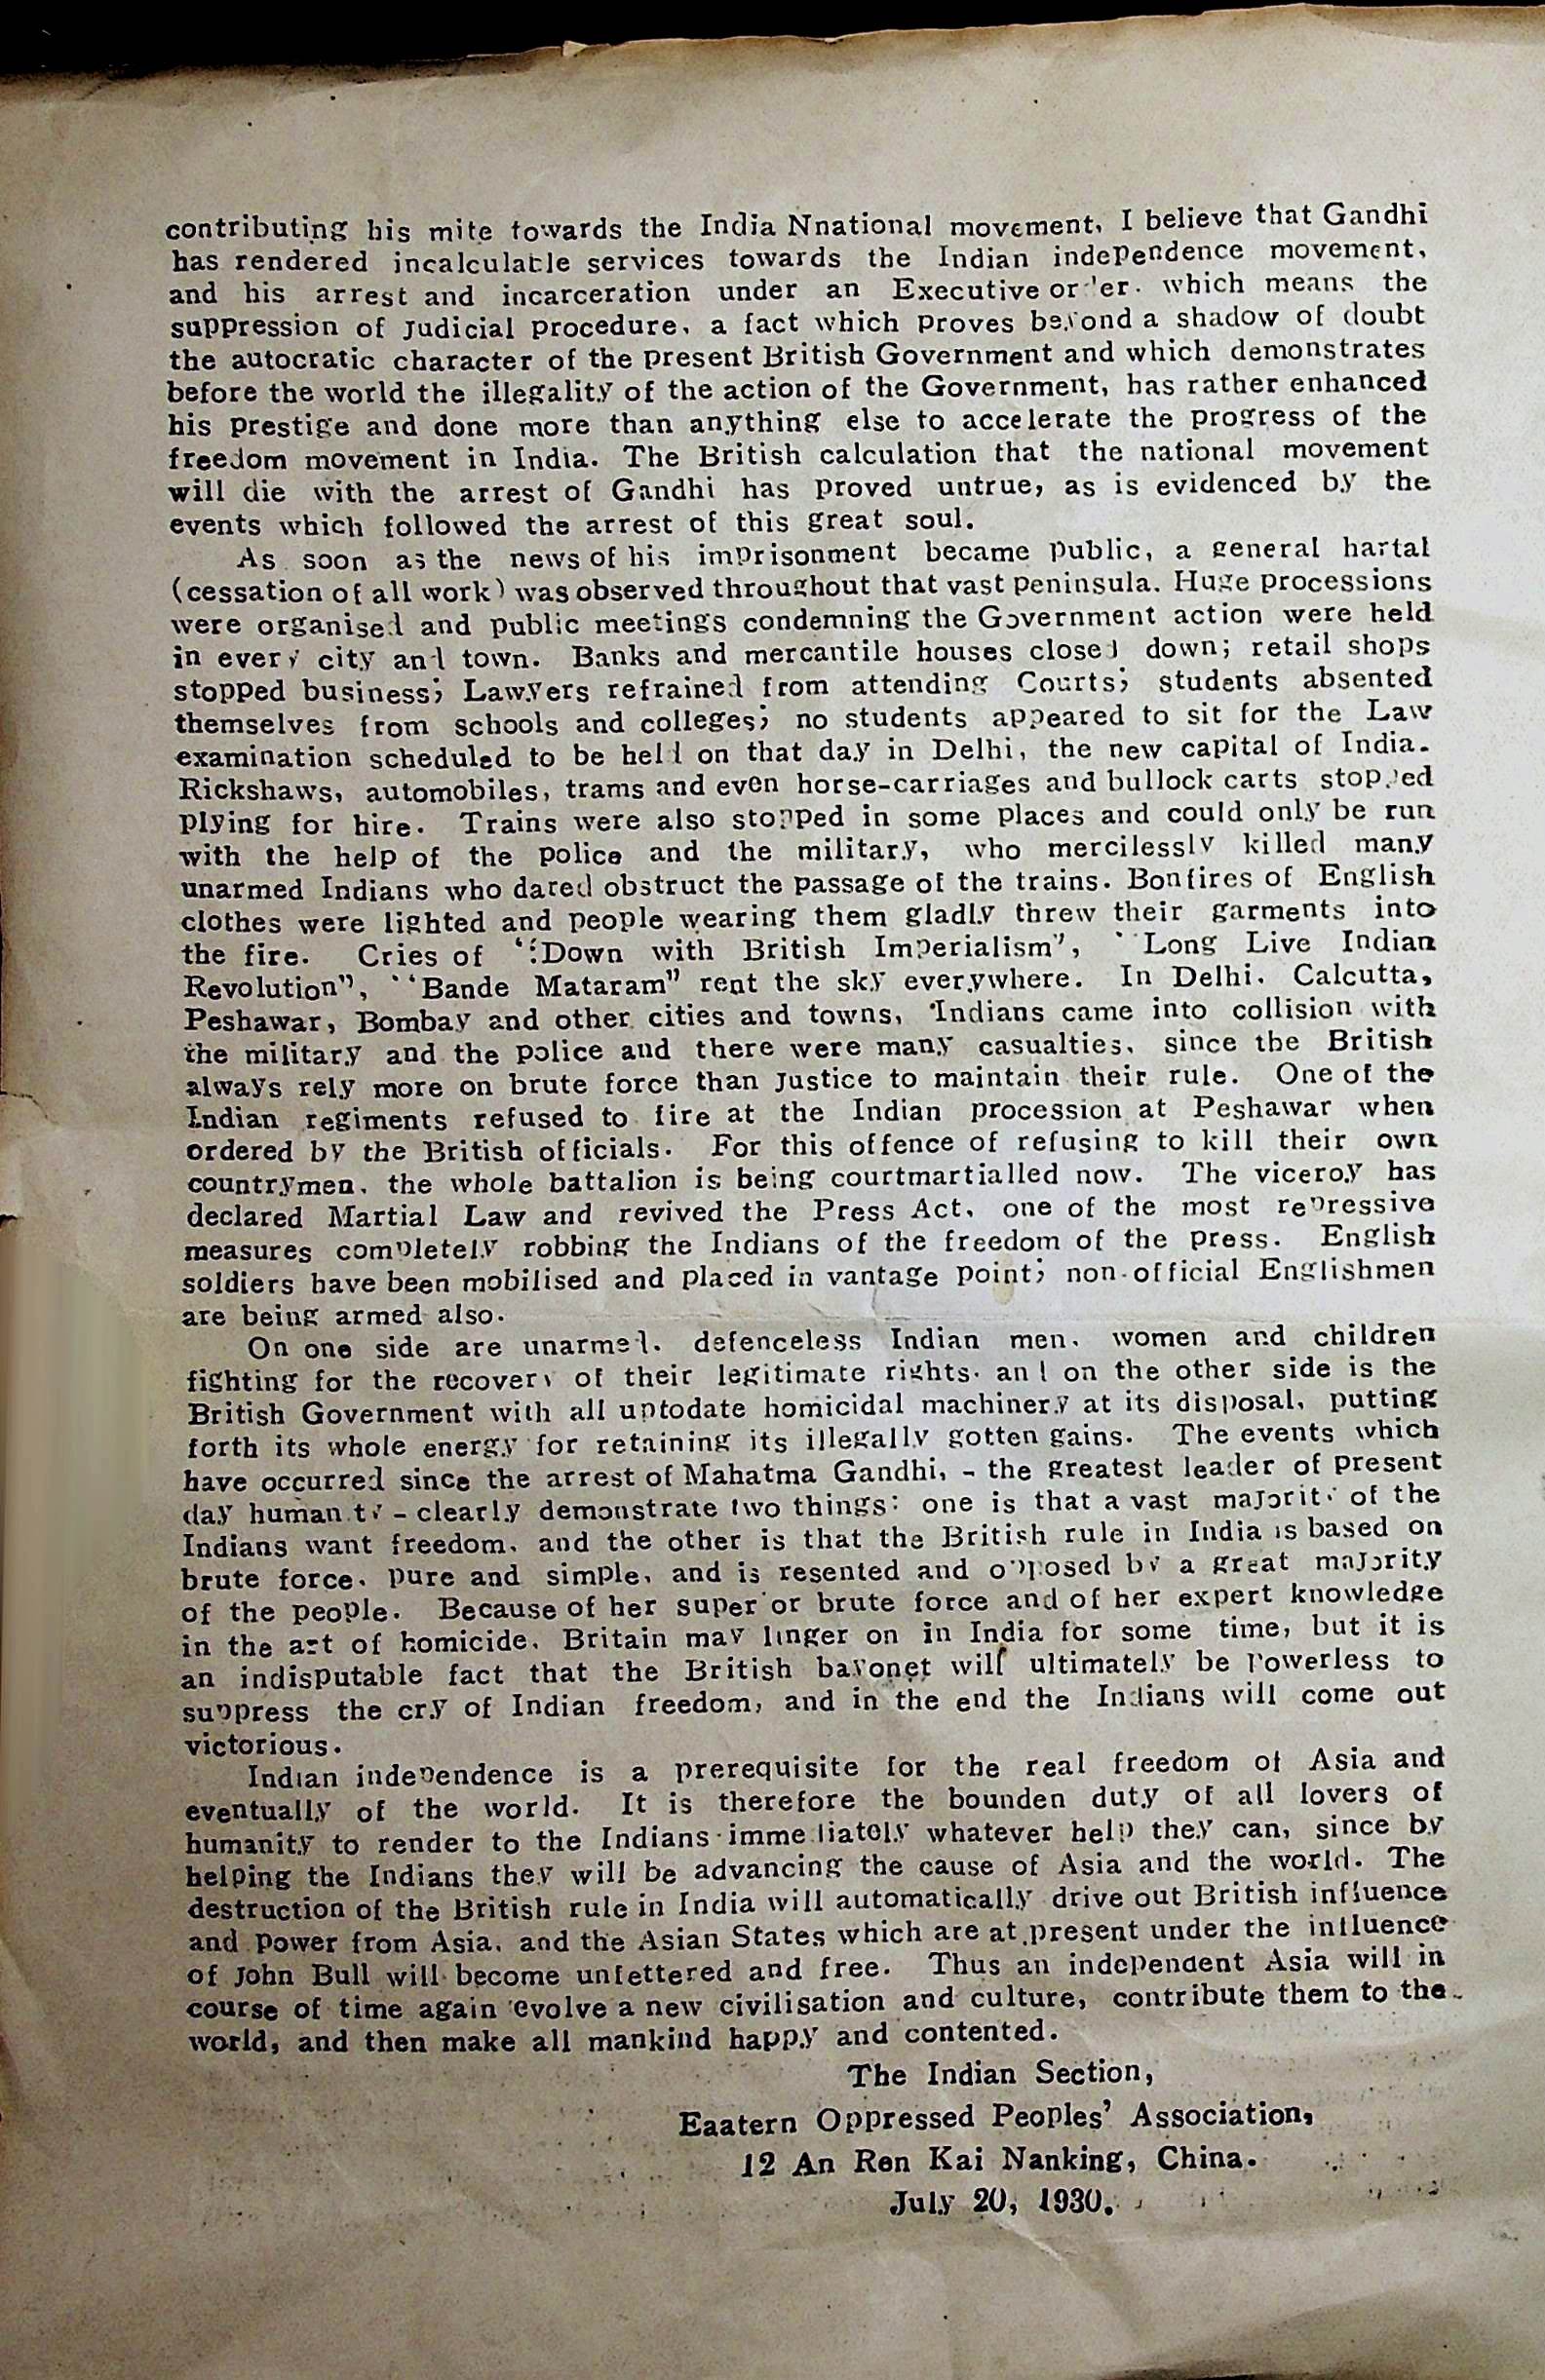 contributing his mite towards the India Nnational movement, I believe that Gandhi
has rendered incalculable services towards the Indian independence movement,
and his arrest and incarceration under an Executive order. which means the
suppression of Judicial procedure, a fact which proves beyond a shadow of doubt
the autocratic character of the present British Government and which demonstrates
before the world the illegality of the action of the Government, has rather enhanced
his prestige and done more than anything else to accelerate the progress of the
freedom movement in India. The British calculation that the national movement
will die with the arrest of Gandhi has proved untrue, as is evidenced by the
events which followed the arrest of this great soul.
As soon as the news of his imprisonment became public, a general hartal
(cessation of all work) was observed throughout that vast peninsula. Huge processions
were organised and public meetings condemning the Government action were held
in every city and town. Banks and mercantile houses closed down; retail shops
stopped business; Lawyers refrained from attending Courts; students absented
themselves from schools and colleges; no students appeared to sit for the Law
examination scheduled to be held on that day in Delhi, the new capital of India.
Rickshaws, automobiles, trams and even horse-carriages and bullock carts stopped
plying for hire. Trains were also stopped in some places and could only be run
with the help of the police and the military, who mercilessly killed many
unarmed Indians who dared obstruct the passage of the trains. Bonfires of English
clothes were lighted and people wearing them gladly threw their garments into
the fire. Cries of "Down with British Imperialism", "Long Live Indian
Revolution", "Bande Mataram" rent the sky everywhere. In Delhi, Calcutta,
Peshawar, Bombay and other cities and towns, Indians came into collision with
the military and the police and there were many casualties, since the British
always rely more on brute force than Justice to maintain their rule. One of the
Indian regiments refused to fire at the Indian procession at Peshawar when
ordered by the British officials. For this offence of refusing to kill their own
countrymen, the whole battalion is being courtmartialled now. The viceroy has
declared Martial Law and revived the Press Act, one of the most repressive
measures completely robbing the Indians of the freedom of the press. English
soldiers have been mobilised and placed in vantage point; non-official Englishmen
are being armed also.
On one side are unarmed, defenceless Indian men, women and children
fighting for the recovery of their legitimate rights, and on the other side is the
British Government with all uptodate homicidal machinery at its disposal, putting
forth its whole energy for retaining its illegally gotten gains. The events which
have occurred since the arrest of Mahatma Gandhi, - the greatest leader of present
day humanity - clearly demonstrate two things: one is that a vast majority of the
Indians want freedom, and the other is that the British rule in India is based on
brute force, pure and simple, and is resented and opposed by a great majority
of the people. Because of her superior brute force and of her expert knowledge
in the art of homicide, Britain may linger on in India for some time, but it is
an indisputable fact that the British bayonet will ultimately be Powerless to
suppress the cry of Indian freedom, and in the end the Indians will come out
victorious.
Indian independence is a prerequisite for the real freedom of Asia and
eventually of the world. It is therefore the bounden duty of all lovers of
humanity to render to the Indians immediately whatever help they can, since by
helping the Indians they will be advancing the cause of Asia and the world. The
destruction of the British rule in India will automatically drive out British influence
and power from Asia, and the Asian States which are at present under the influence
of John Bull will become unfettered and free. Thus an independent Asia will in
course of time again evolve a new civilisation and culture, contribute them to the
world, and then make all mankind happy and contented.
The Indian Section,
Eaatern Oppressed Peoples' Association,
12 An Ren Kai Nanking, China.
July 20, 1930.